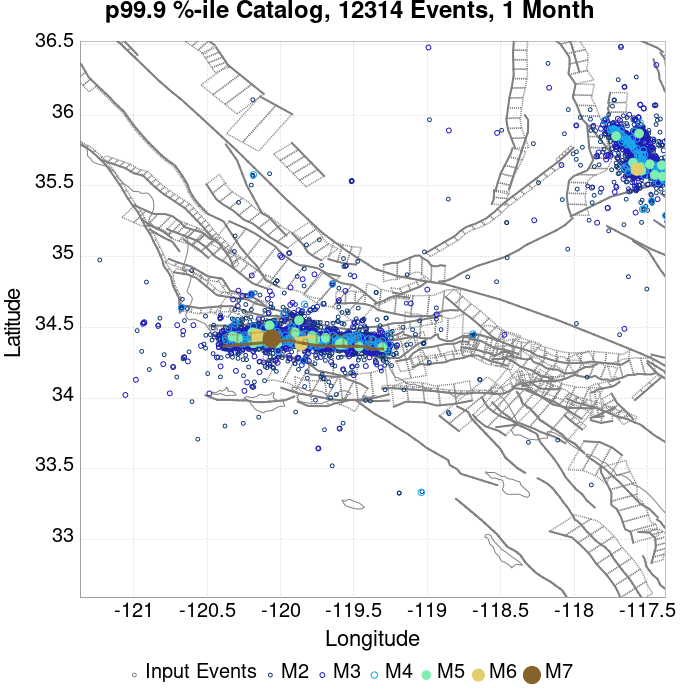 p99.9 %-ile Catalog, 12314 Events, 1 Month
36.5
36
35.5
35
34.5
34
33.5
33
Latitude
-121 -120.5 -120 -119.5 -119 -118.5 -118 -117.5
Longitude
Input Events M2 M3 M4 M5 M6 M7